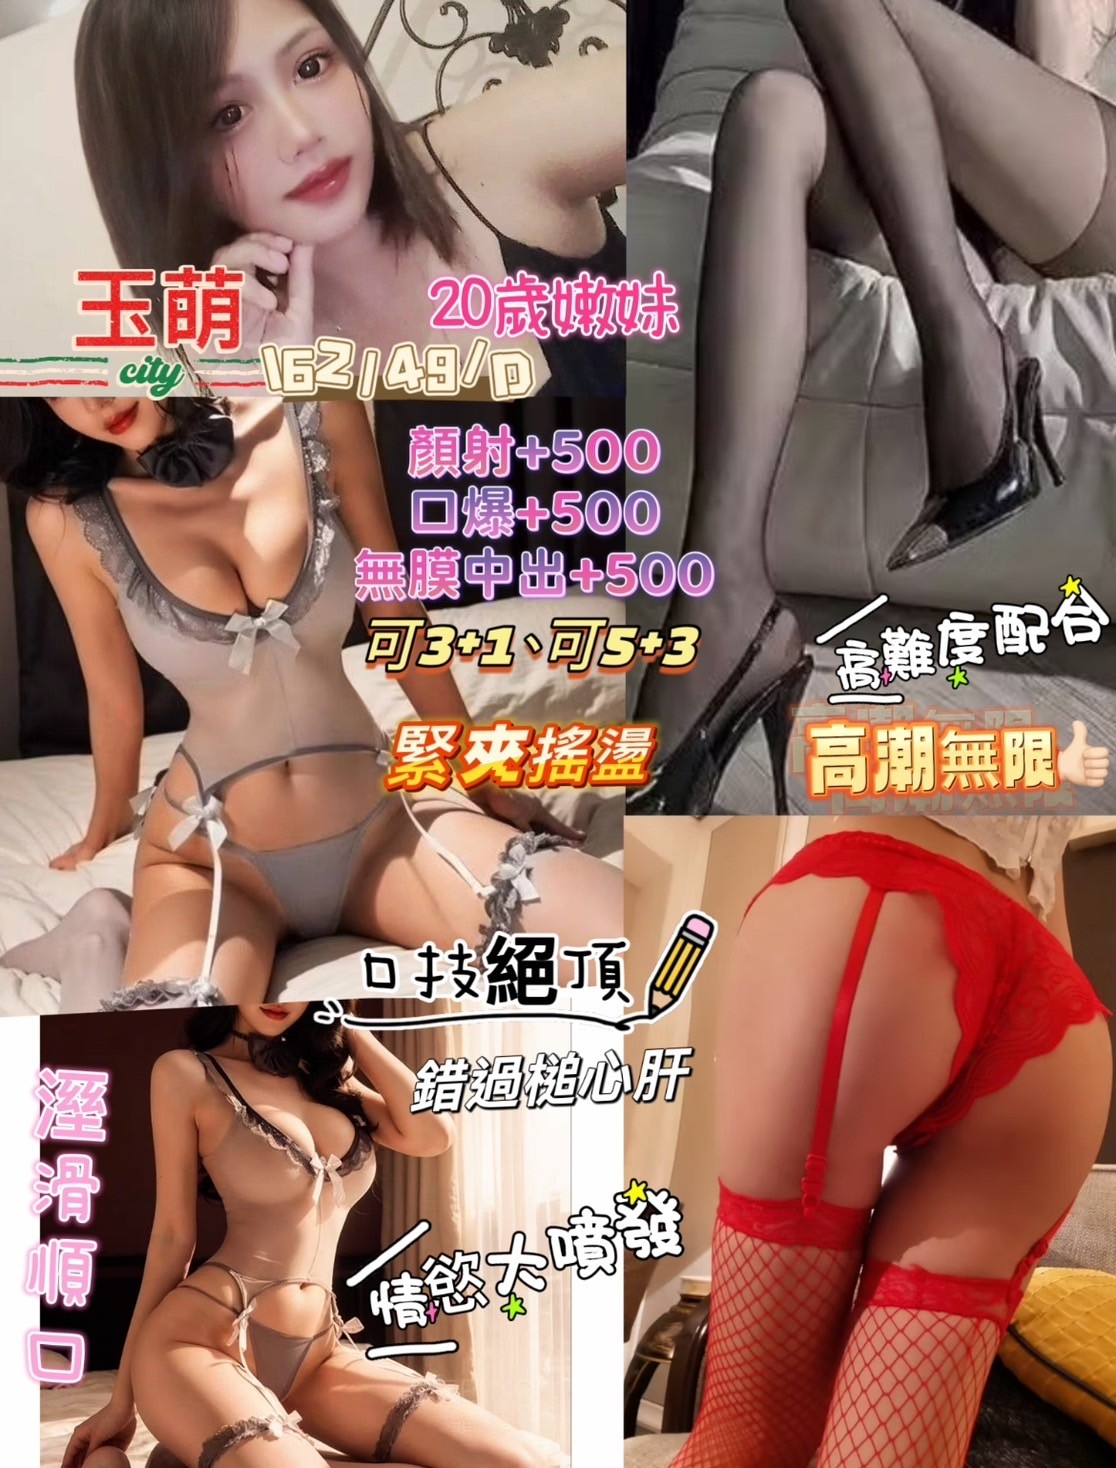 玉萌
city
20歲嫩妹
162/49/D
顏射+500
口爆+500
無膜中出+500
可3+1、可5+3
緊夾搖盪
高難度配合
高潮無限
口技絕頂
錯過槌心肝
溼滑順口
情慾大噴發